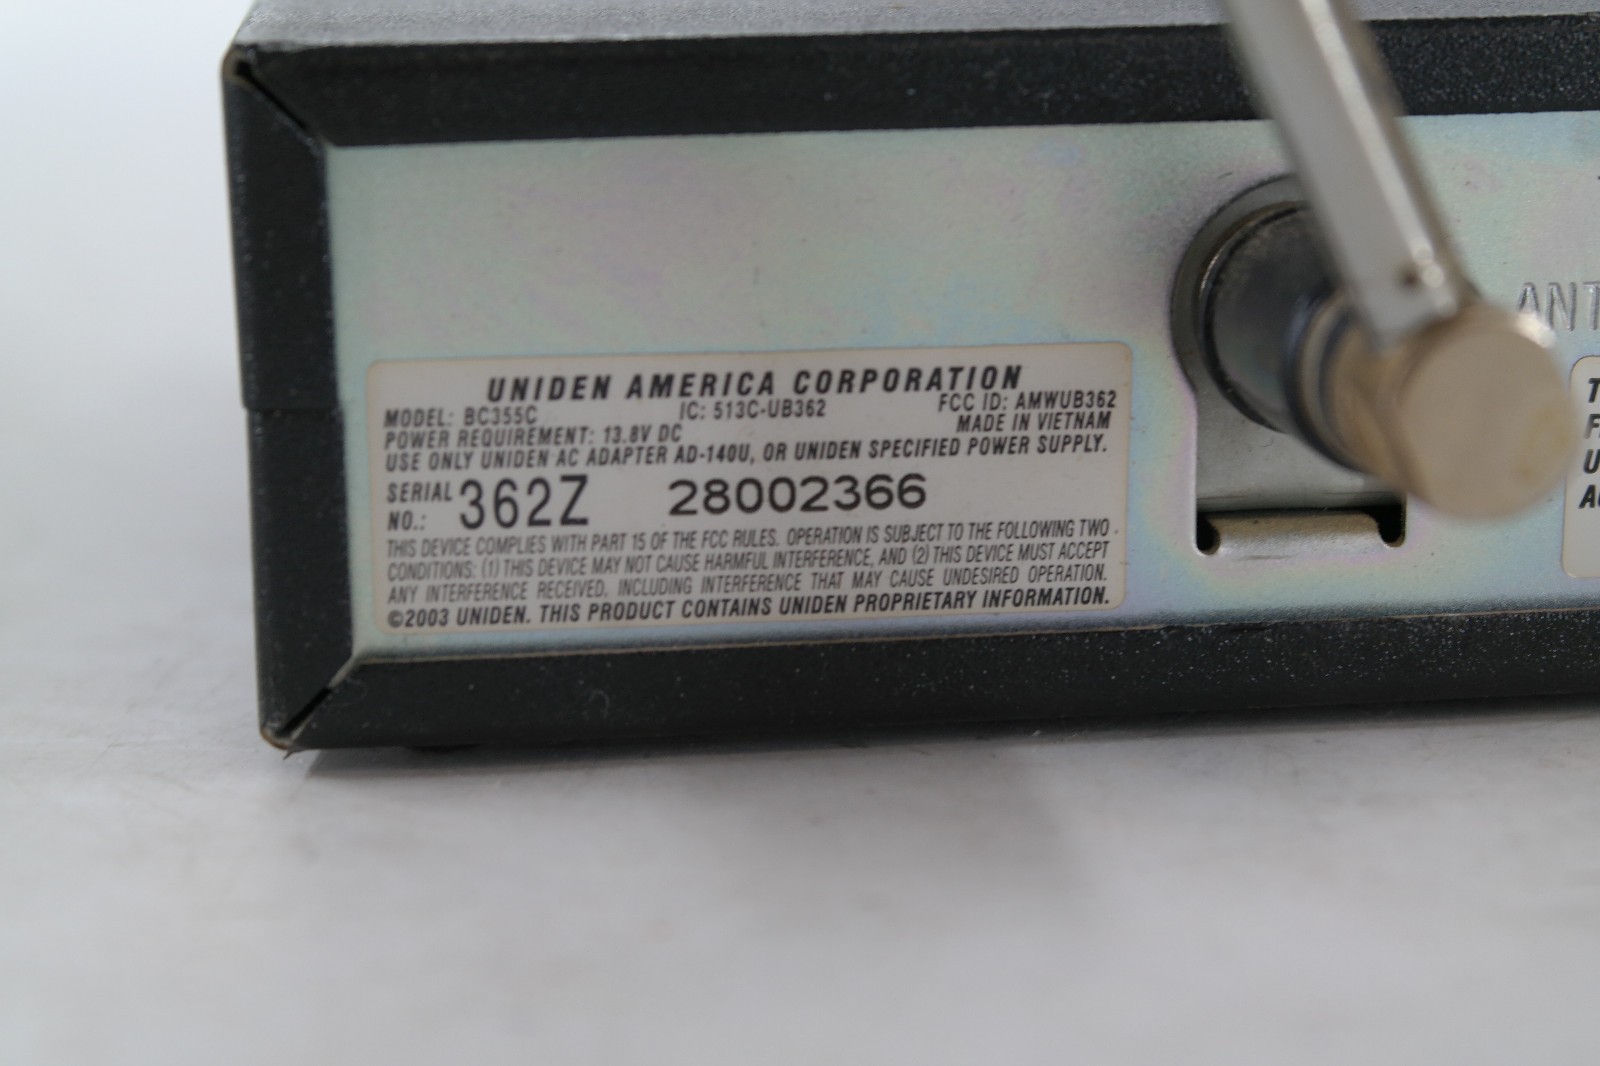 UNIDEN AMERICA CORPORATION
MODEL: BC355C IC: 513C-UB362 FCC ID: AMWUB362
POWER REQUIREMENT: 13.8V DC MADE IN VIETNAM
USE ONLY UNIDEN AC ADAPTER AD-140U, OR UNIDEN SPECIFIED POWER SUPPLY.
SERIAL NO.: 362Z 28002366
THIS DEVICE COMPLIES WITH PART 15 OF THE FCC RULES. OPERATION IS SUBJECT TO THE FOLLOWING TWO
CONDITIONS: (1) THIS DEVICE MAY NOT CAUSE HARMFUL INTERFERENCE, AND (2) THIS DEVICE MUST ACCEPT
ANY INTERFERENCE RECEIVED, INCLUDING INTERFERENCE THAT MAY CAUSE UNDESIRED OPERATION.
©2003 UNIDEN. THIS PRODUCT CONTAINS UNIDEN PROPRIETARY INFORMATION.
ANT